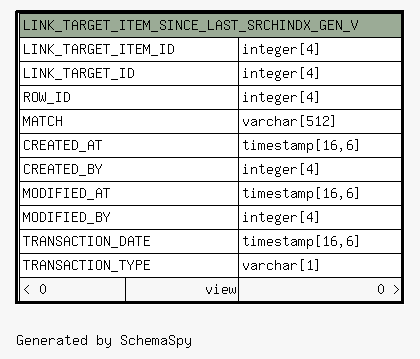 LINK_TARGET_ITEM_SINCE_LAST_SRCHINDX_GEN_V
LINK_TARGET_ITEM_ID integer[4]
LINK_TARGET_ID integer[4]
ROW_ID integer[4]
MATCH varchar[512]
CREATED_AT timestamp[16,6]
CREATED_BY integer[4]
MODIFIED_AT timestamp[16,6]
MODIFIED_BY integer[4]
TRANSACTION_DATE timestamp[16,6]
TRANSACTION_TYPE varchar[1]
< 0 view 0 >
Generated by SchemaSpy